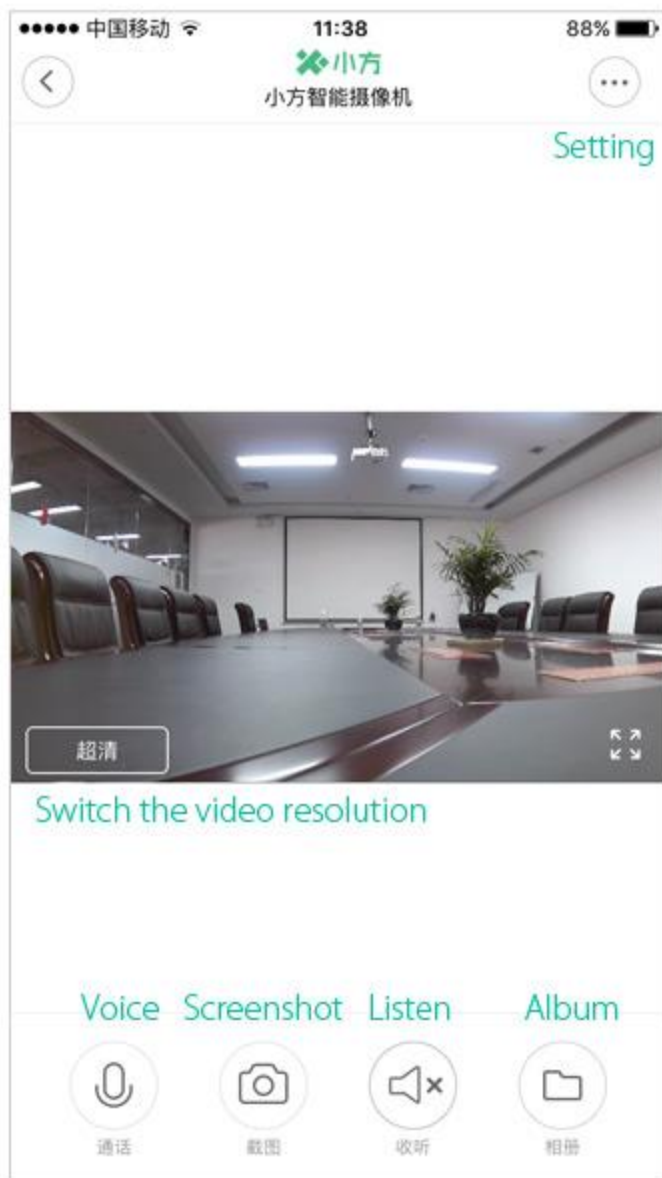 中国移动 11:38 88%
小方
小方智能摄像机
Setting
超清
Switch the video resolution
Voice Screenshot Listen Album
通话 截图 收听 相册